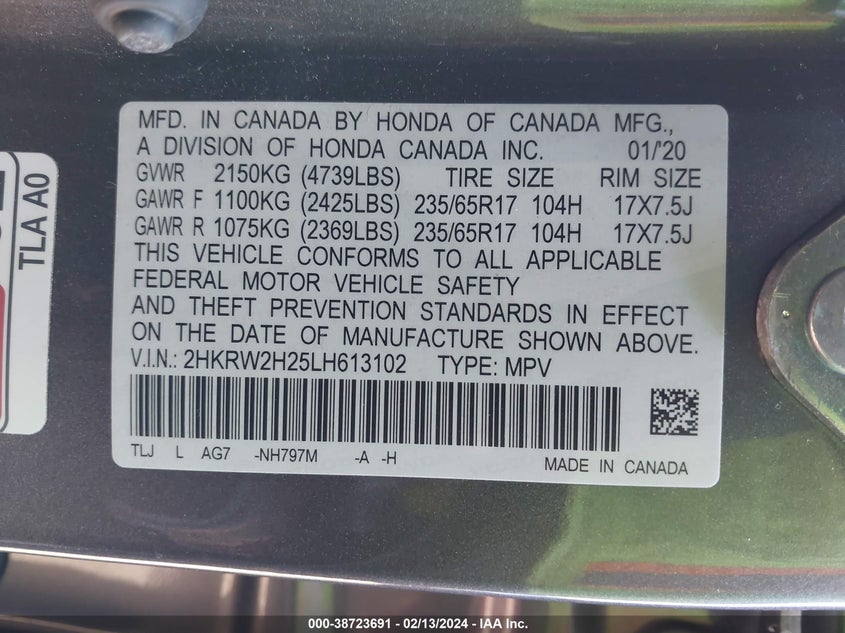 MFD. IN CANADA BY HONDA OF CANADA MFG.,
A DIVISION OF HONDA CANADA INC. 01/'20
GVWR 2150KG (4739LBS) TIRE SIZE RIM SIZE
GAWR F 1100KG (2425LBS) 235/65R17 104H 17X7.5J
GAWR R 1075KG (2369LBS) 235/65R17 104H 17X7.5J
THIS VEHICLE CONFORMS TO ALL APPLICABLE
FEDERAL MOTOR VEHICLE SAFETY
AND THEFT PREVENTION STANDARDS IN EFFECT
ON THE DATE OF MANUFACTURE SHOWN ABOVE.
V.I.N.: 2HKRW2H25LH613102 TYPE: MPV
TLJ L AG7 -NH797M -A -H
MADE IN CANADA
TLA A0
000-38723691 - 02/13/2024 - IAA Inc.